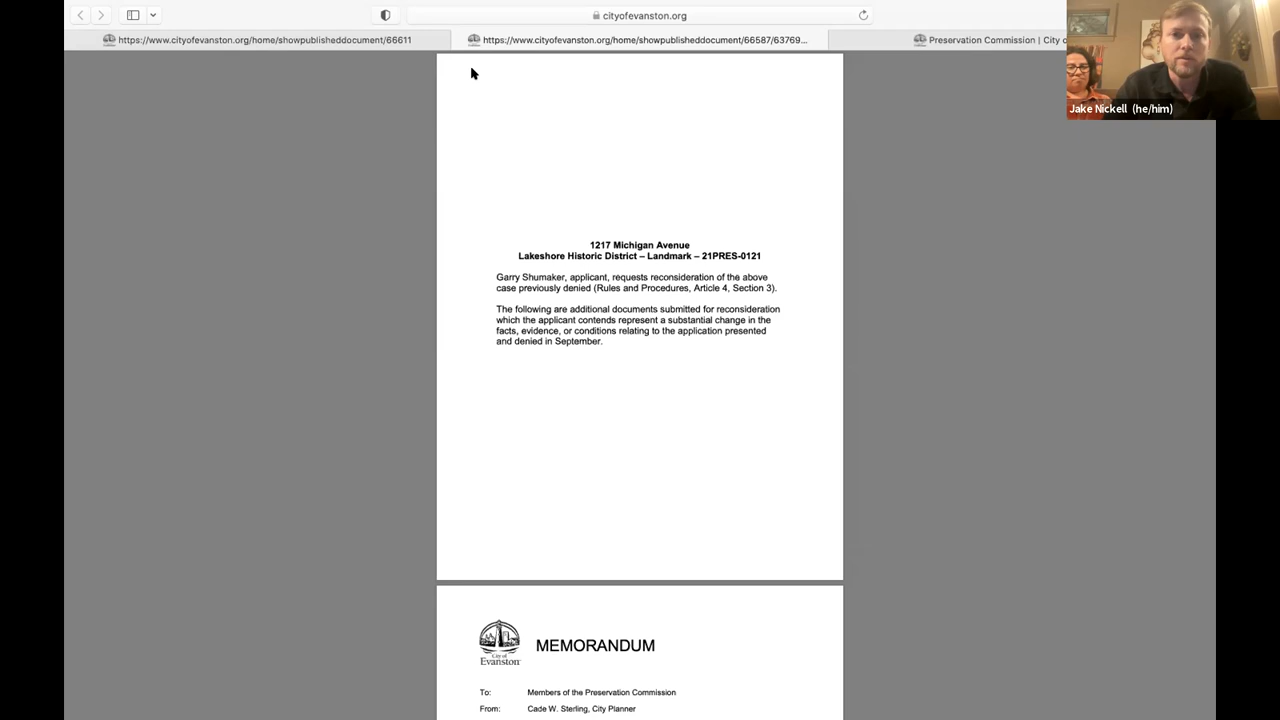 cityofevanston.org
https://www.cityofevanston.org/home/showpublisheddocument/66611
https://www.cityofevanston.org/home/showpublisheddocument/66587/63769...
Preservation Commission | City o
Jake Nickell (he/him)
1217 Michigan Avenue
Lakeshore Historic District – Landmark – 21PRES-0121
Garry Shumaker, applicant, requests reconsideration of the above
case previously denied (Rules and Procedures, Article 4, Section 3).
The following are additional documents submitted for reconsideration
which the applicant contends represent a substantial change in the
facts, evidence, or conditions relating to the application presented
and denied in September.
City of
Evanston
MEMORANDUM
To: Members of the Preservation Commission
From: Cade W. Sterling, City Planner